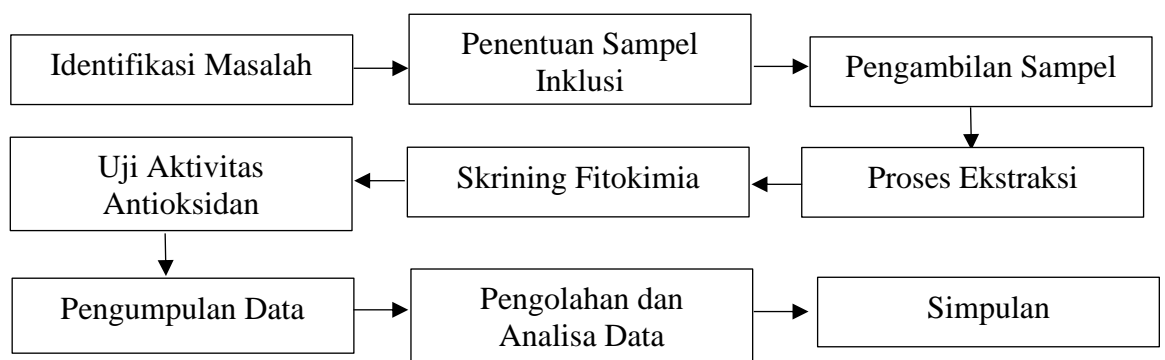 Identifikasi Masalah
Penentuan Sampel
Inklusi
Pengambilan Sampel
Proses Ekstraksi
Skrining Fitokimia
Uji Aktivitas
Antioksidan
Pengumpulan Data
Pengolahan dan
Analisa Data
Simpulan